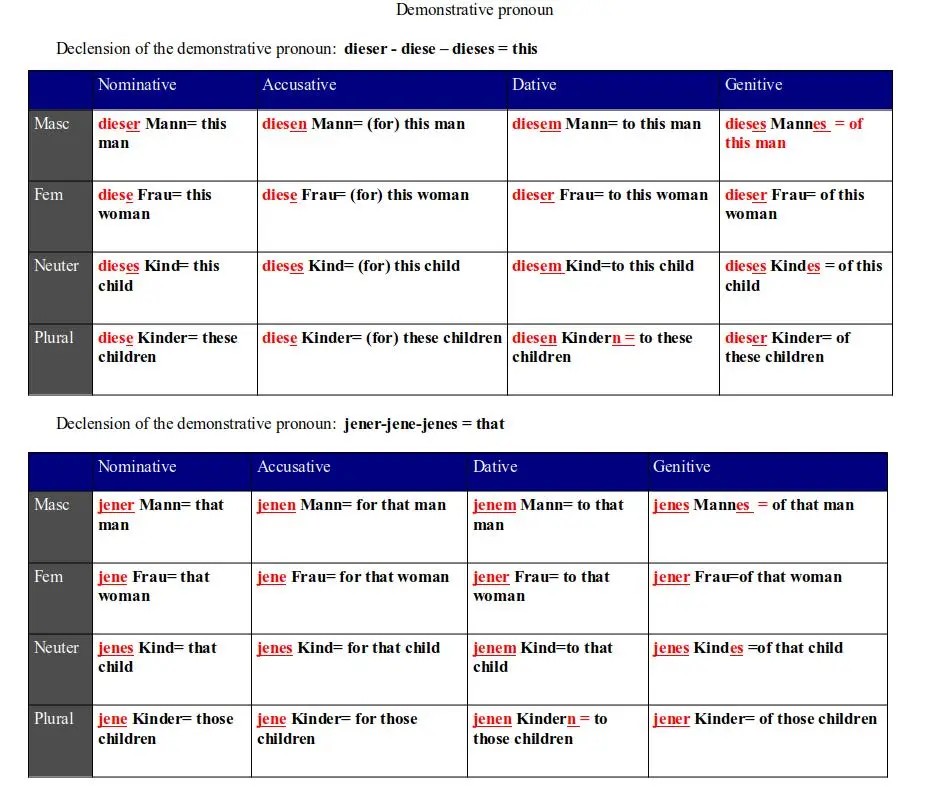 Demonstrative pronoun
Declension of the demonstrative pronoun: dieser - diese – dieses = this
Nominative Accusative Dative Genitive
Masc dieser Mann= this man diesen Mann= (for) this man diesem Mann= to this man dieses Mannes = of this man
Fem diese Frau= this woman diese Frau= (for) this woman dieser Frau= to this woman dieser Frau= of this woman
Neuter dieses Kind= this child dieses Kind= (for) this child diesem Kind=to this child dieses Kindes = of this child
Plural diese Kinder= these children diese Kinder= (for) these children diesen Kindern = to these children dieser Kinder= of these children
Declension of the demonstrative pronoun: jener-jene-jenes = that
Nominative Accusative Dative Genitive
Masc jener Mann= that man jenen Mann= for that man jenem Mann= to that man jenes Mannes = of that man
Fem jene Frau= that woman jene Frau= for that woman jener Frau= to that woman jener Frau=of that woman
Neuter jenes Kind= that child jenes Kind= for that child jenem Kind=to that child jenes Kindes =of that child
Plural jene Kinder= those children jene Kinder= for those children jenen Kindern = to those children jener Kinder= of those children